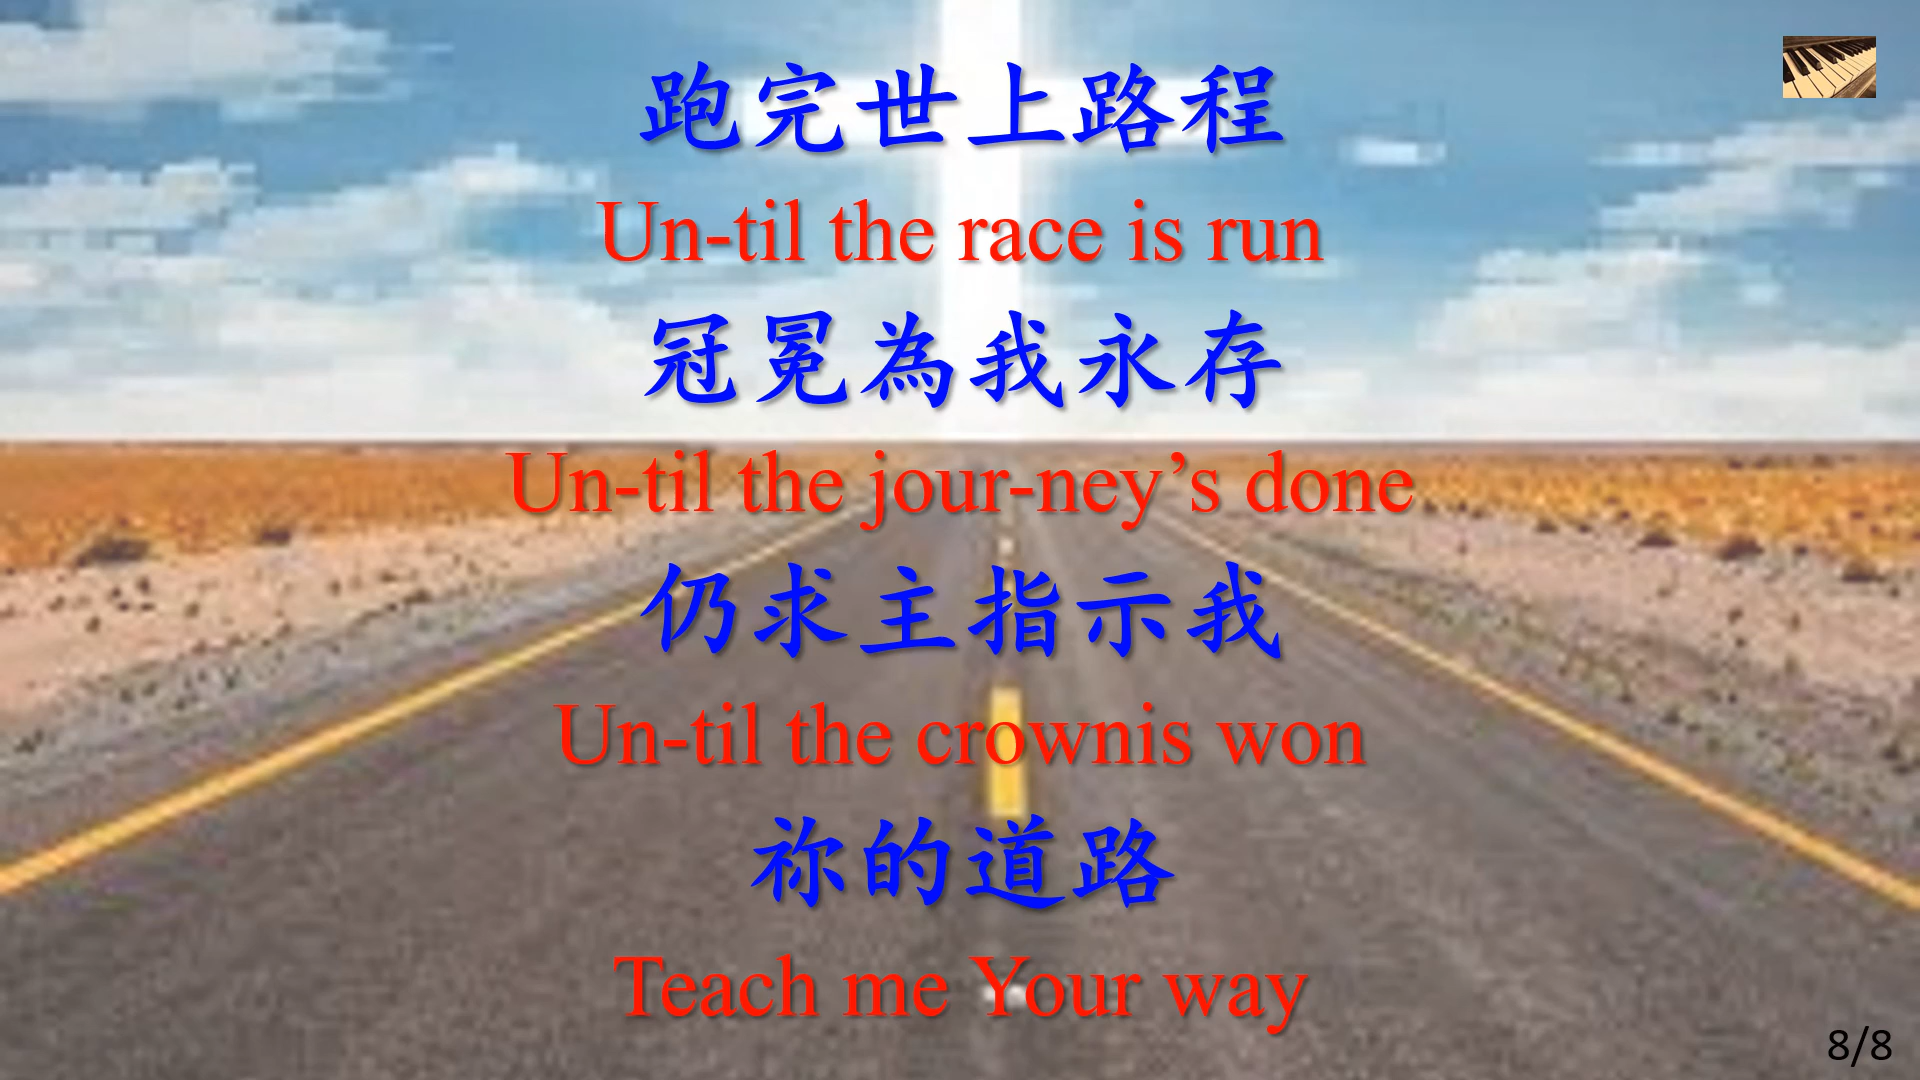 跑完世上路程
Un-til the race is run
冠冕為我永存
Un-til the jour-ney’s done
仍求主指示我
Un-til the crownis won
祢的道路
Teach me Your way
8/8